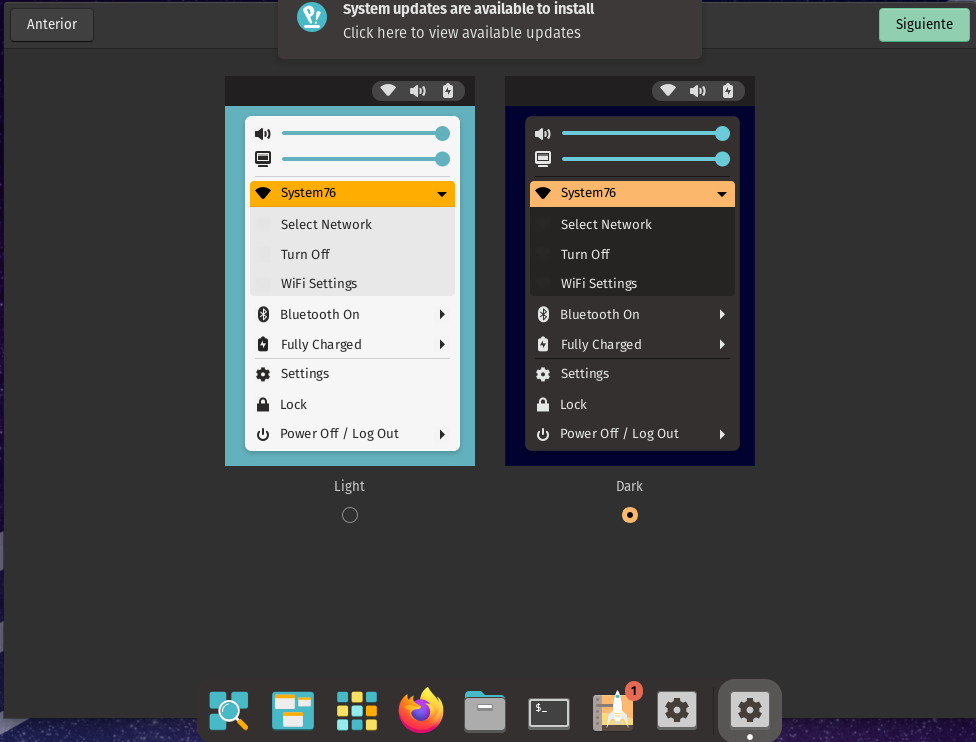 System updates are available to install
Anterior
Siguiente
Click here to view available updates
System76
Select Network
Turn Off
WiFi Settings
Bluetooth On
Fully Charged
Settings
Lock
Power Off / Log Out
Light
System76
Select Network
Turn Off
WiFi Settings
Bluetooth On
Fully Charged
Settings
Lock
Power Off / Log Out
Dark
$_
1